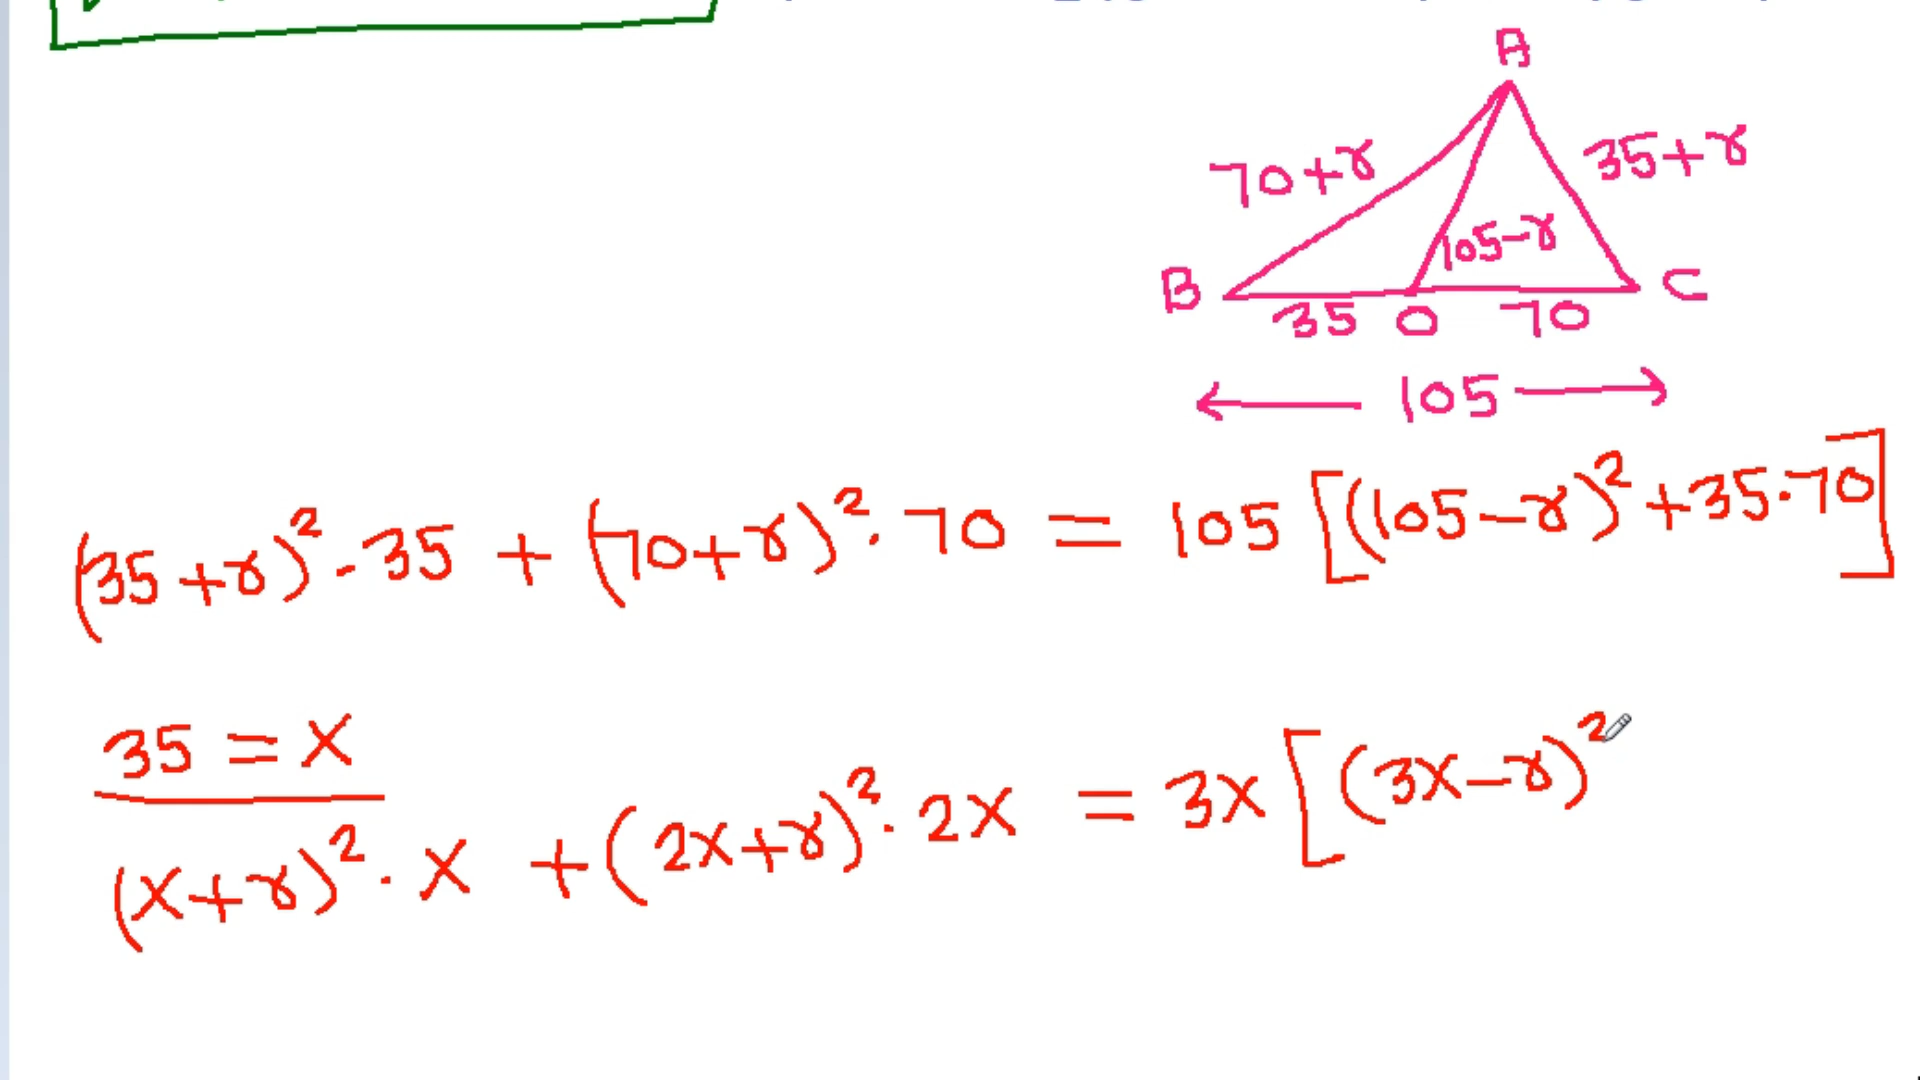 A
70+r
35+r
105-r
B
C
35 O 70
105
(35+r)²·35 + (70+r)²·70 = 105[(105-r)²+35·70]
35 = x
(x+r)²·x + (2x+r)²·2x = 3x[(3x-r)²